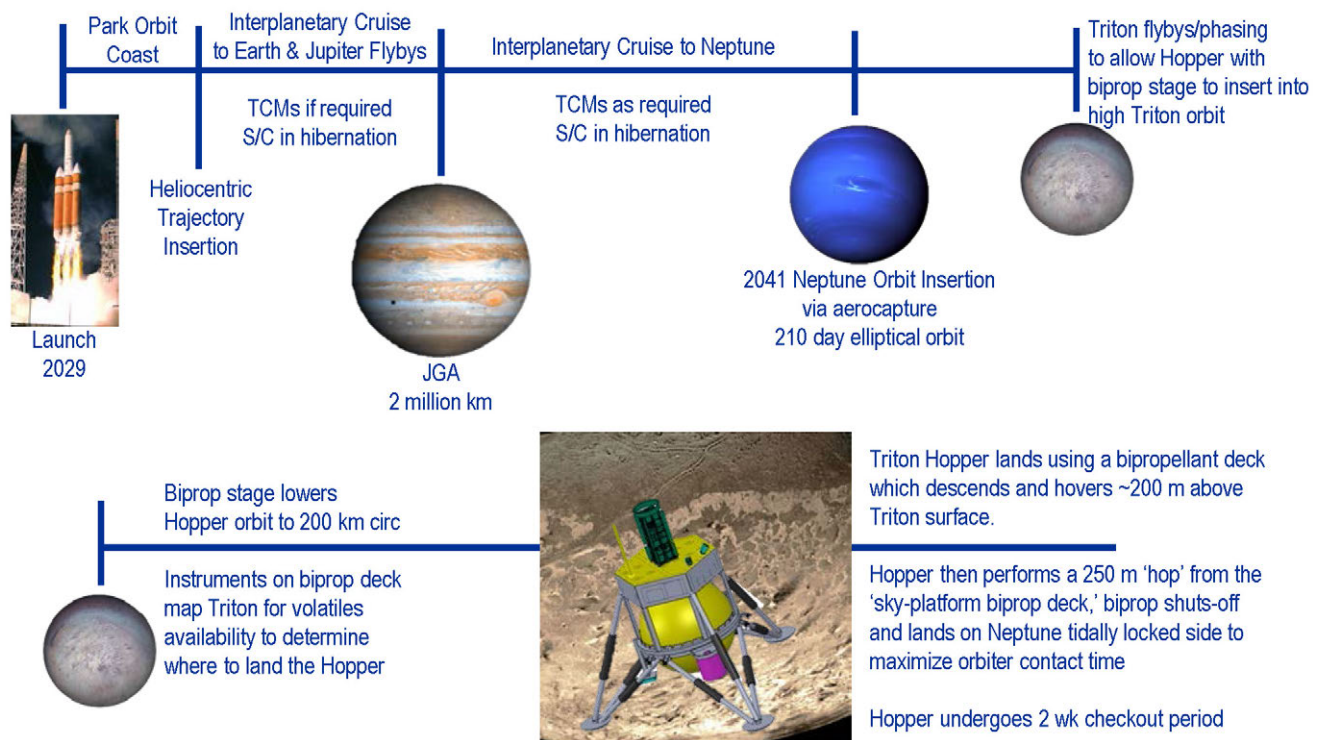 Park Orbit
Coast
Interplanetary Cruise
to Earth & Jupiter Flybys
Interplanetary Cruise to Neptune
Triton flybys/phasing
to allow Hopper with
biprop stage to insert into
high Triton orbit
TCMs if required
S/C in hibernation
TCMs as required
S/C in hibernation
Heliocentric
Trajectory
Insertion
Launch
2029
JGA
2 million km
2041 Neptune Orbit Insertion
via aerocapture
210 day elliptical orbit
Biprop stage lowers
Hopper orbit to 200 km circ
Instruments on biprop deck
map Triton for volatiles
availability to determine
where to land the Hopper
Triton Hopper lands using a bipropellant deck
which descends and hovers ~200 m above
Triton surface.
Hopper then performs a 250 m ‘hop’ from the
‘sky-platform biprop deck,’ biprop shuts-off
and lands on Neptune tidally locked side to
maximize orbiter contact time
Hopper undergoes 2 wk checkout period